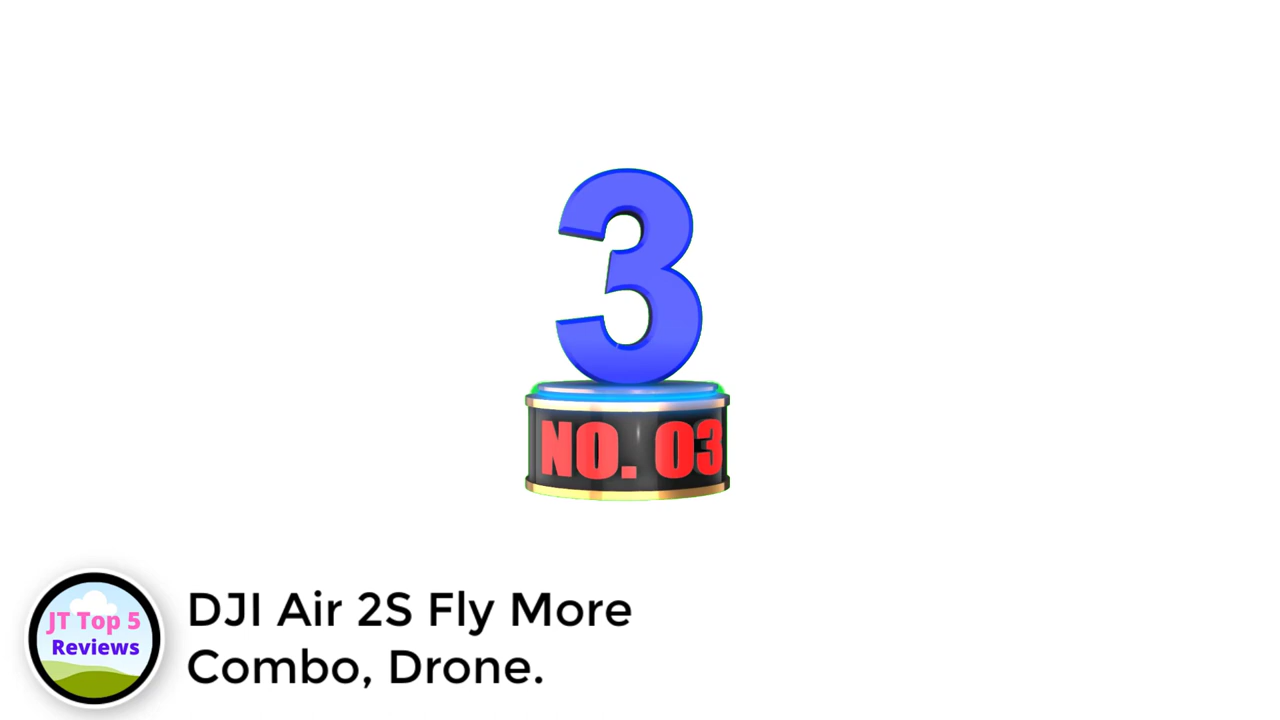 3
NO. 03
JT Top 5
Reviews
DJI Air 2S Fly More
Combo, Drone.